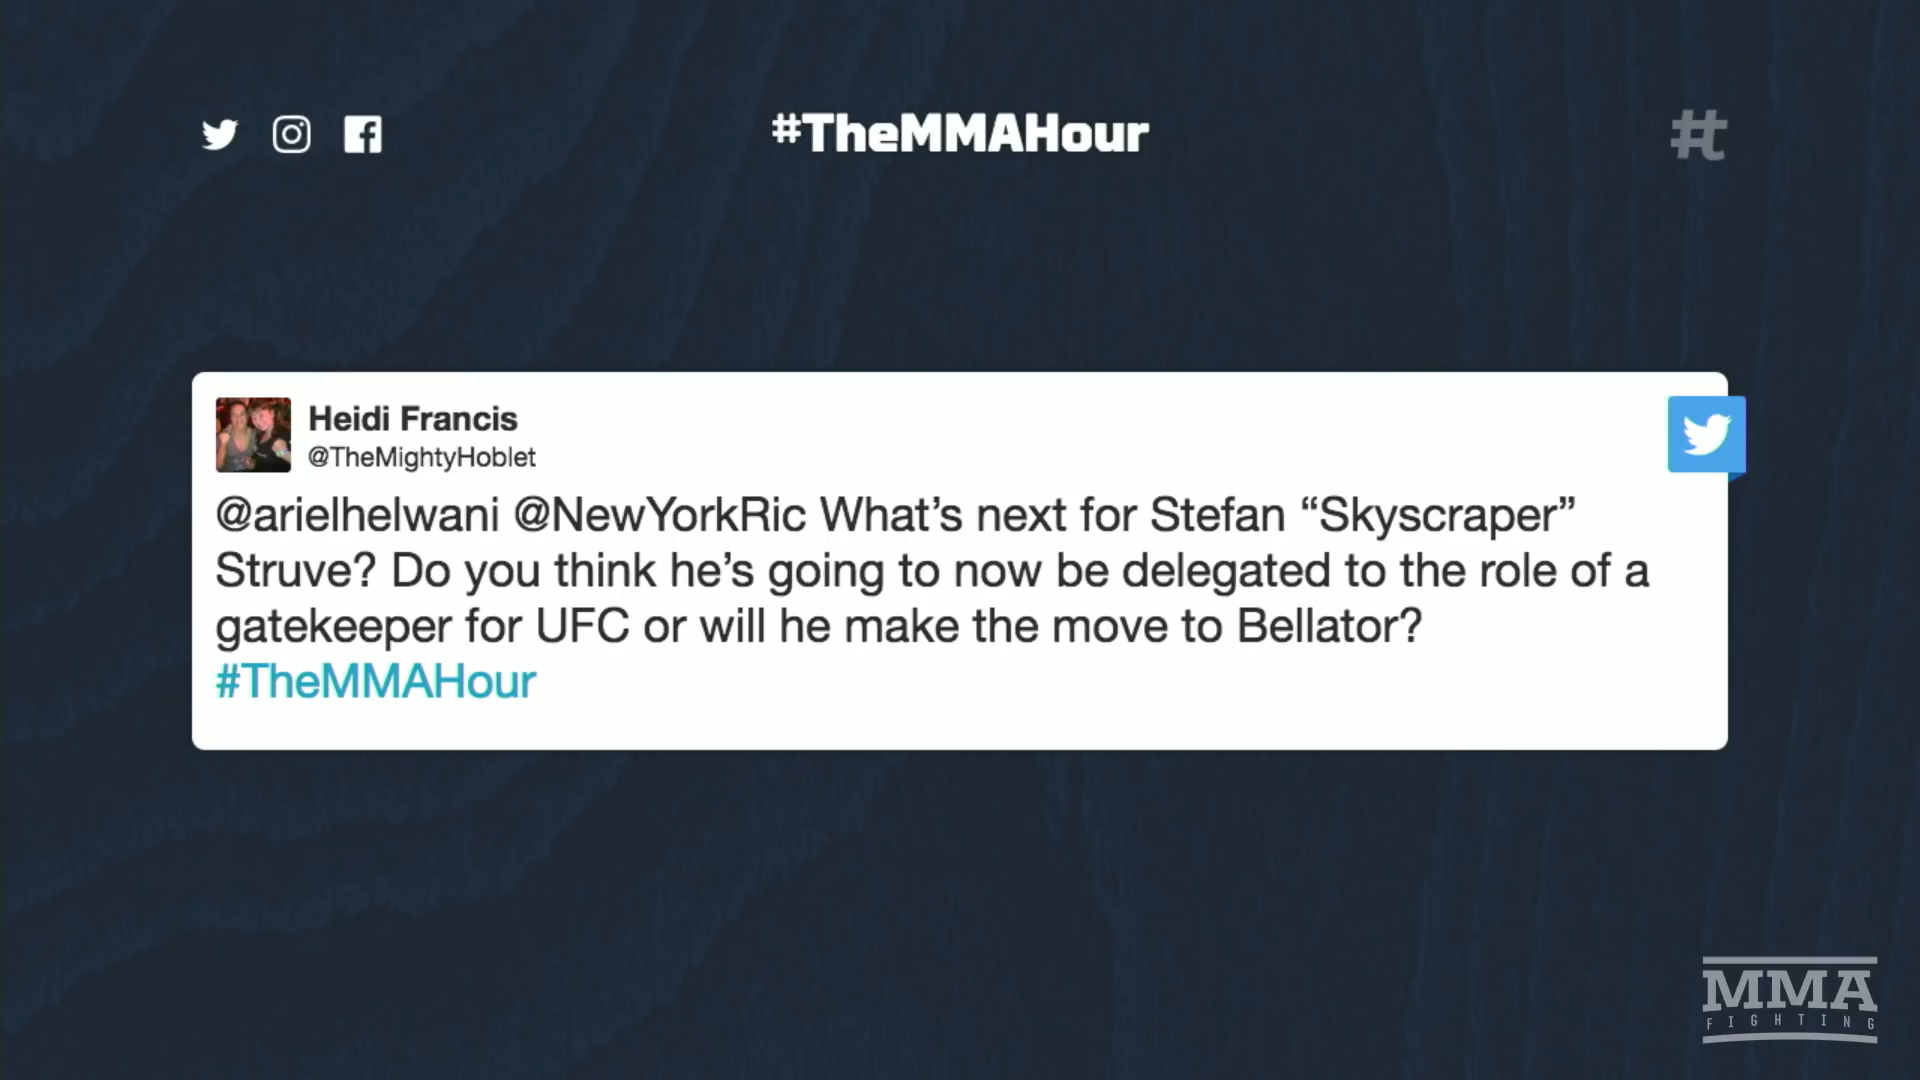 #TheMMAHour
Heidi Francis
@TheMightyHoblet
@arielhelwani @NewYorkRic What’s next for Stefan “Skyscraper”
Struve? Do you think he’s going to now be delegated to the role of a
gatekeeper for UFC or will he make the move to Bellator?
#TheMMAHour
MMA
FIGHTING